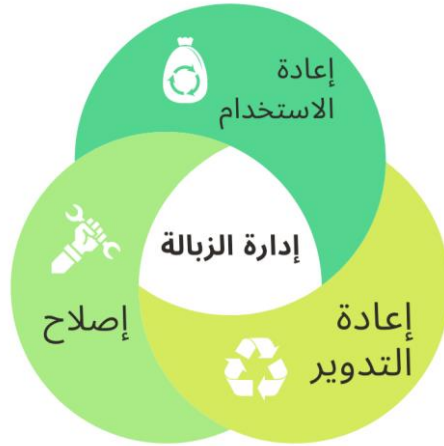 إعادة
الاستخدام
إدارة الزبالة
إصلاح
إعادة
التدوير